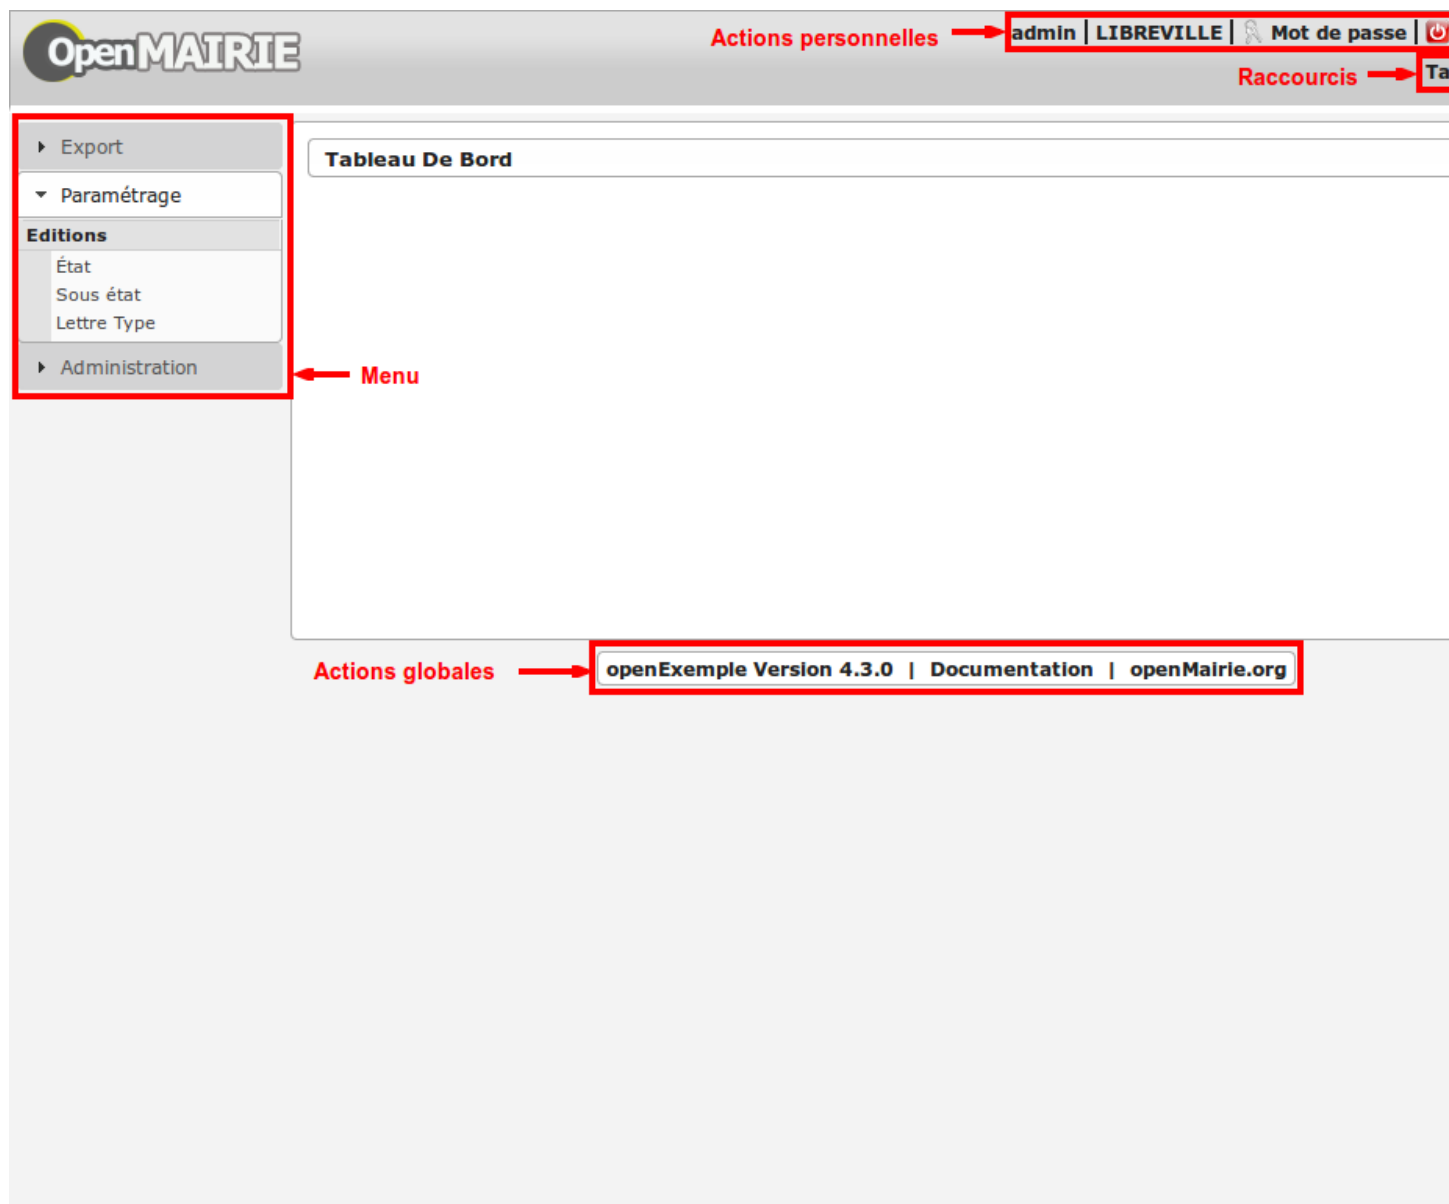 OpenMAIRIE
Actions personnelles
admin | LIBREVILLE | Mot de passe |
Raccourcis
Export
Tableau De Bord
Paramétrage
Editions
État
Sous état
Lettre Type
Administration
Menu
Actions globales
openExemple Version 4.3.0 | Documentation | openMairie.org